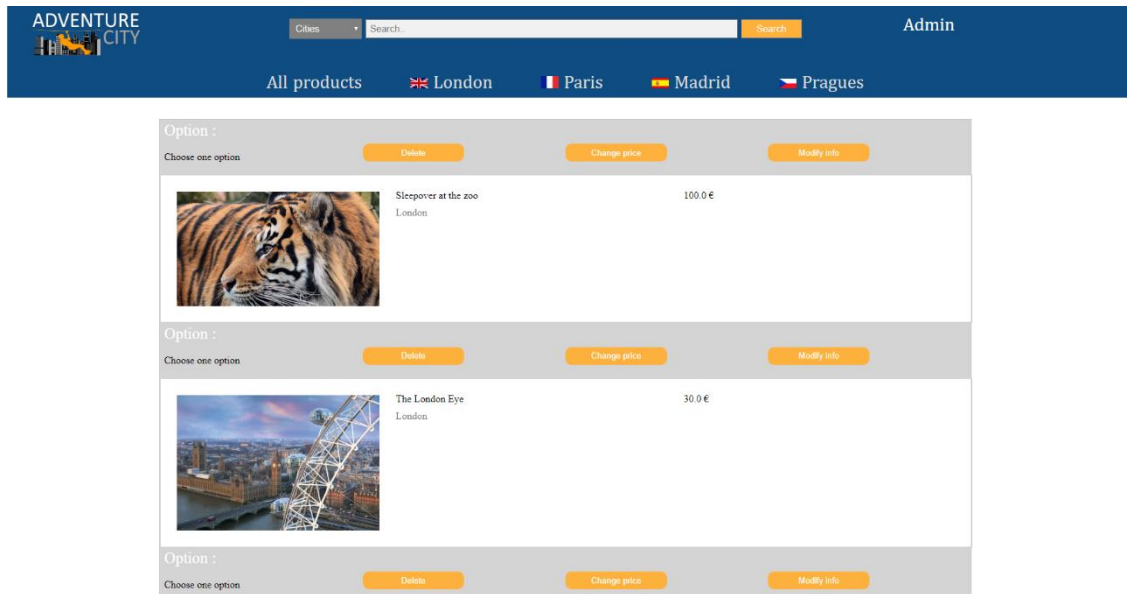 ADVENTURE
CITY
Cities
Search..
Search
Admin
All products
London
Paris
Madrid
Pragues
Option :
Choose one option
Delete
Change price
Modify info
Sleepover at the zoo
100.0 €
London
Option :
Choose one option
Delete
Change price
Modify info
The London Eye
30.0 €
London
Option :
Choose one option
Delete
Change price
Modify info